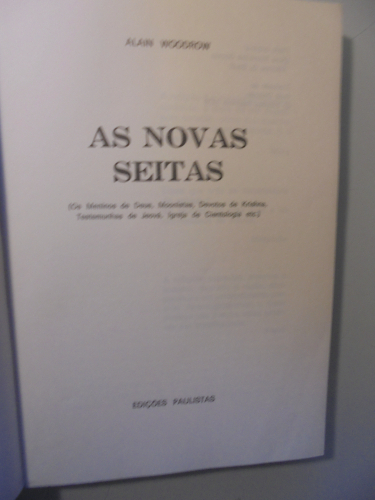 ALAIN WOODROW
AS NOVAS
SEITAS
(Os Meninos de Deus, Moonistas, Devotos de Krishna,
Testemunhas de Jeová, Igreja da Cientologia etc.)
EDIÇÕES PAULISTAS